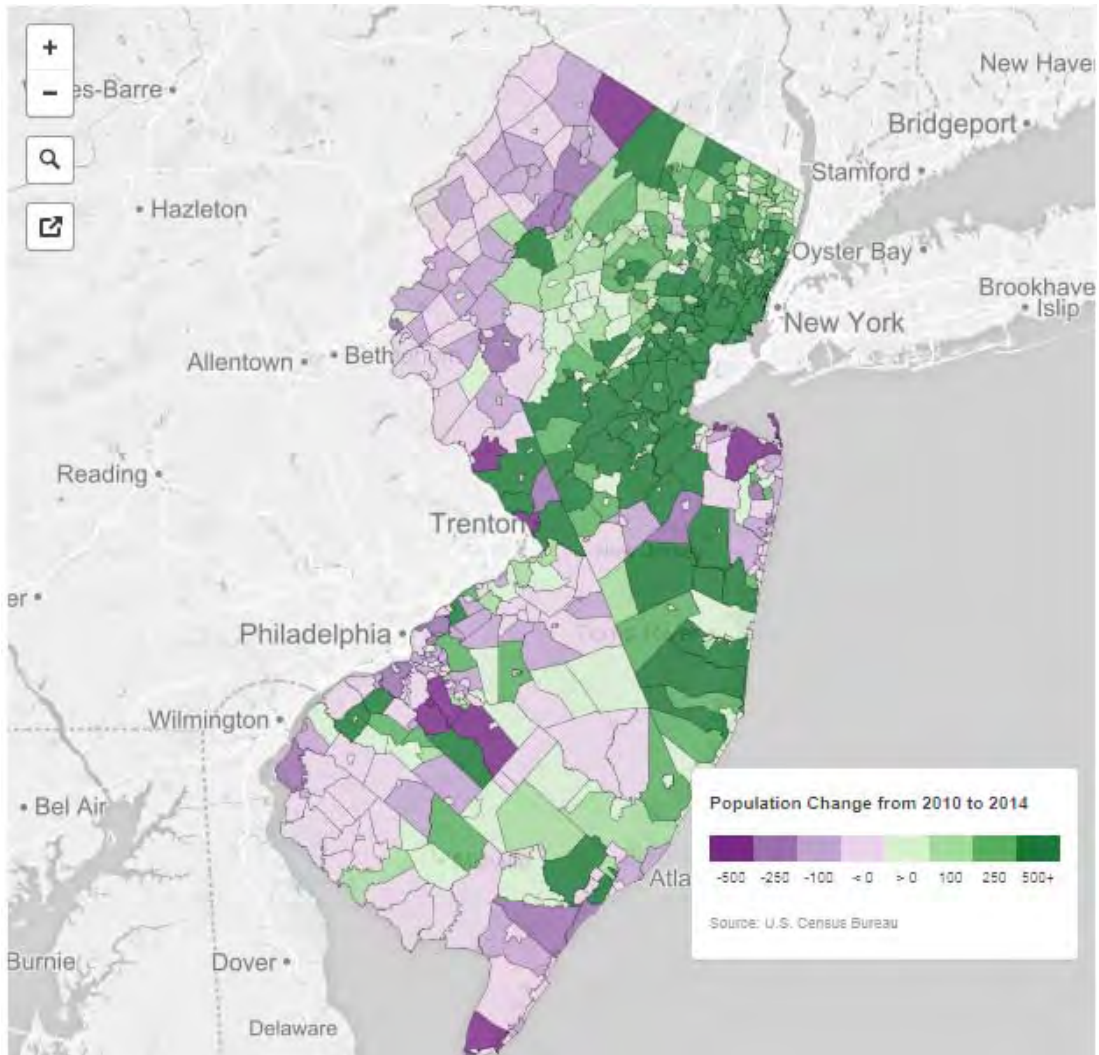 +
New Haver
es-Barre
−
Bridgeport
Stamford
Hazleton
Oyster Bay
Brookhave
Islip
New York
Allentown
Beth
Reading
Trenton
er
Philadelphia
Wilmington
Bel Air
Population Change from 2010 to 2014
-500 -250 -100 < 0 > 0 100 250 500+
Atla
Source: U.S. Census Bureau
Burnie
Dover
Delaware